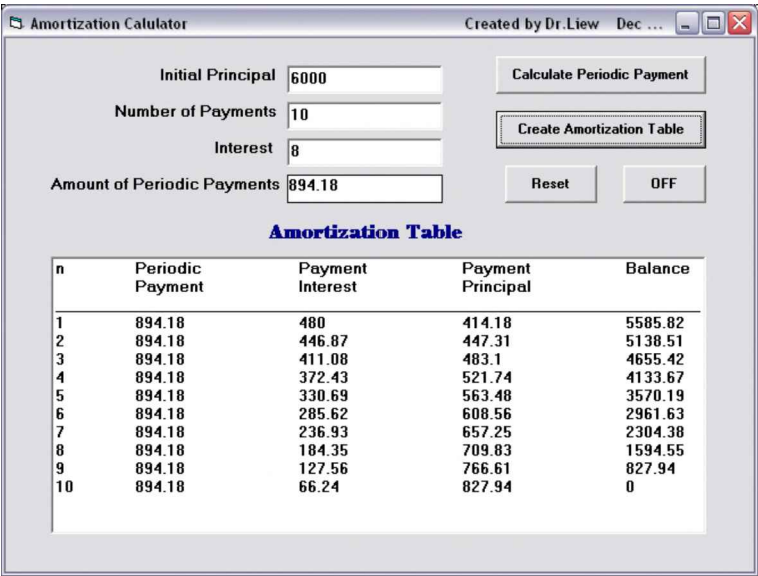 Amortization Calulator Created by Dr.Liew Dec ...
Initial Principal 6000 Calculate Periodic Payment
Number of Payments 10
Create Amortization Table
Interest 8
Amount of Periodic Payments 894.18 Reset OFF
Amortization Table
n Periodic Payment Payment Balance
Payment Interest Principal
1 894.18 480 414.18 5585.82
2 894.18 446.87 447.31 5138.51
3 894.18 411.08 483.1 4655.42
4 894.18 372.43 521.74 4133.67
5 894.18 330.69 563.48 3570.19
6 894.18 285.62 608.56 2961.63
7 894.18 236.93 657.25 2304.38
8 894.18 184.35 709.83 1594.55
9 894.18 127.56 766.61 827.94
10 894.18 66.24 827.94 0